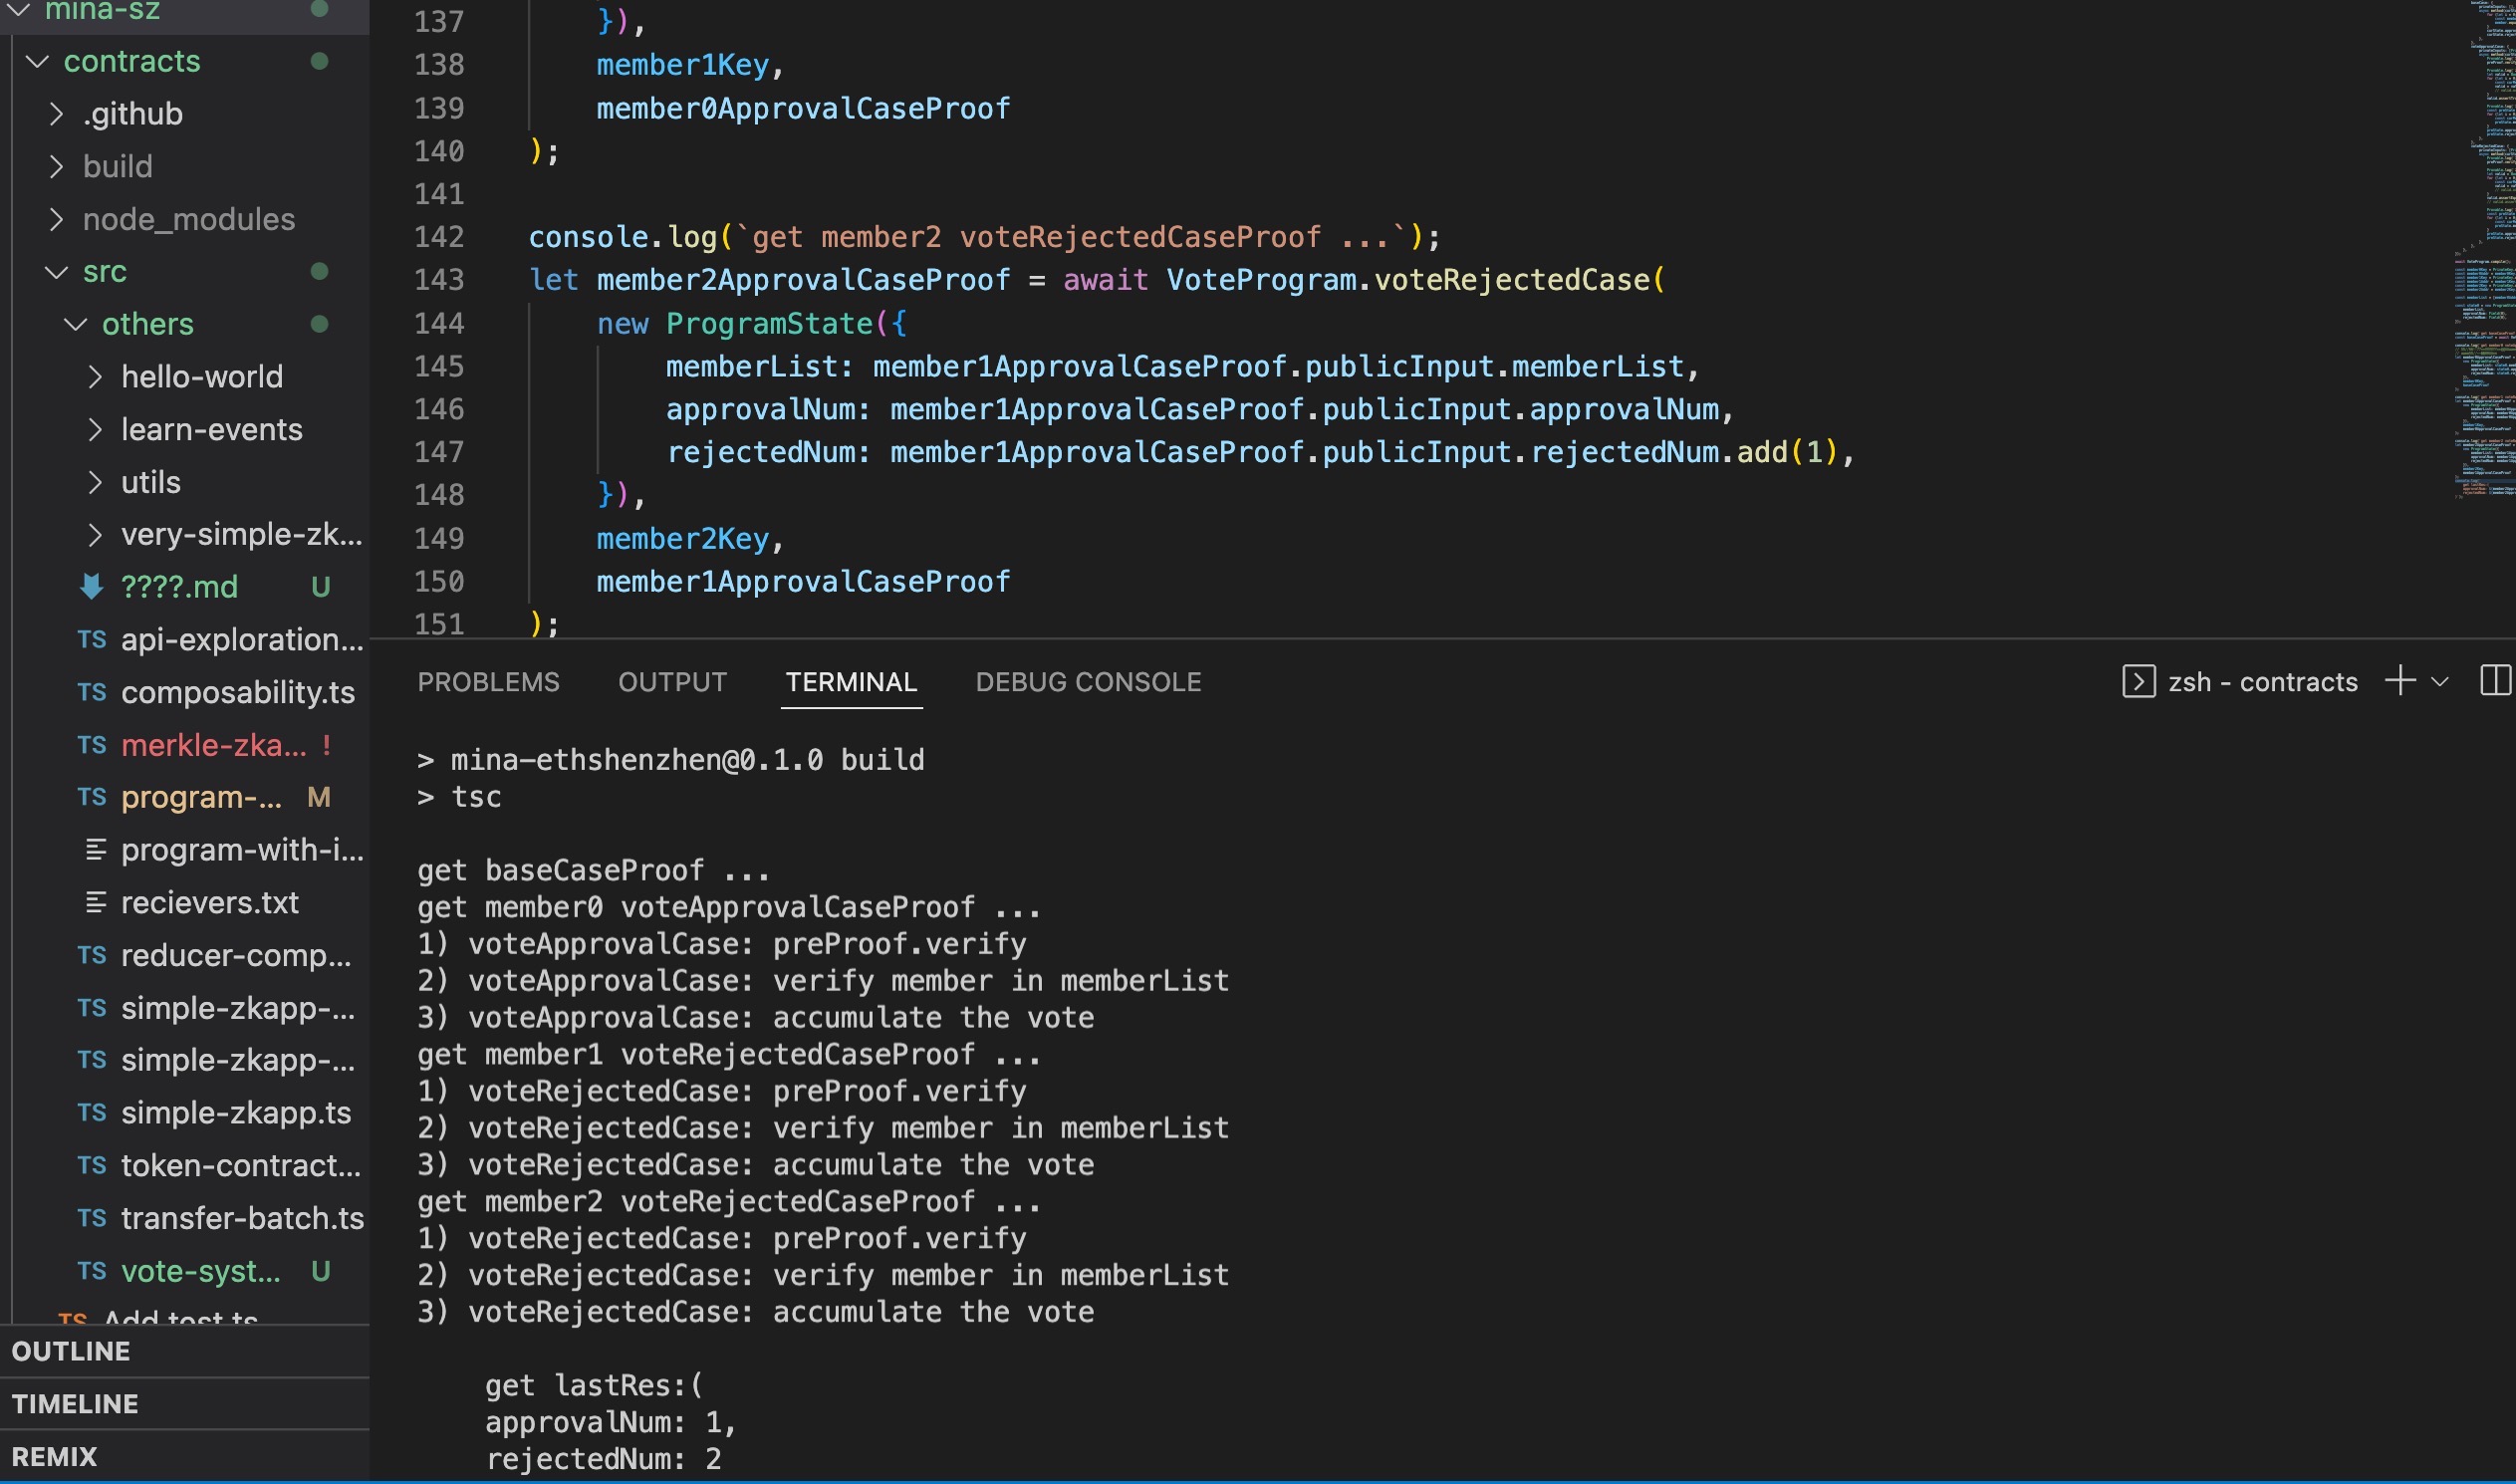 mina-sz
contracts
.github
build
node_modules
src
others
hello-world
learn-events
utils
very-simple-zk...
????.md U
TS api-exploration...
TS composability.ts
TS merkle-zka... !
TS program-... M
program-with-i...
recievers.txt
TS reducer-comp...
TS simple-zkapp-...
TS simple-zkapp-...
TS simple-zkapp.ts
TS token-contract...
TS transfer-batch.ts
TS vote-syst... U
TS Add.test.ts
OUTLINE
TIMELINE
REMIX
137 }),
138 member1Key,
139 member0ApprovalCaseProof
140 );
141
142 console.log(`get member2 voteRejectedCaseProof ...`);
143 let member2ApprovalCaseProof = await VoteProgram.voteRejectedCase(
144 new ProgramState({
145 memberList: member1ApprovalCaseProof.publicInput.memberList,
146 approvalNum: member1ApprovalCaseProof.publicInput.approvalNum,
147 rejectedNum: member1ApprovalCaseProof.publicInput.rejectedNum.add(1),
148 }),
149 member2Key,
150 member1ApprovalCaseProof
151 );
PROBLEMS OUTPUT TERMINAL DEBUG CONSOLE zsh - contracts
> mina-ethshenzhen@0.1.0 build
> tsc
get baseCaseProof ...
get member0 voteApprovalCaseProof ...
1) voteApprovalCase: preProof.verify
2) voteApprovalCase: verify member in memberList
3) voteApprovalCase: accumulate the vote
get member1 voteRejectedCaseProof ...
1) voteRejectedCase: preProof.verify
2) voteRejectedCase: verify member in memberList
3) voteRejectedCase: accumulate the vote
get member2 voteRejectedCaseProof ...
1) voteRejectedCase: preProof.verify
2) voteRejectedCase: verify member in memberList
3) voteRejectedCase: accumulate the vote
get lastRes:(
approvalNum: 1,
rejectedNum: 2